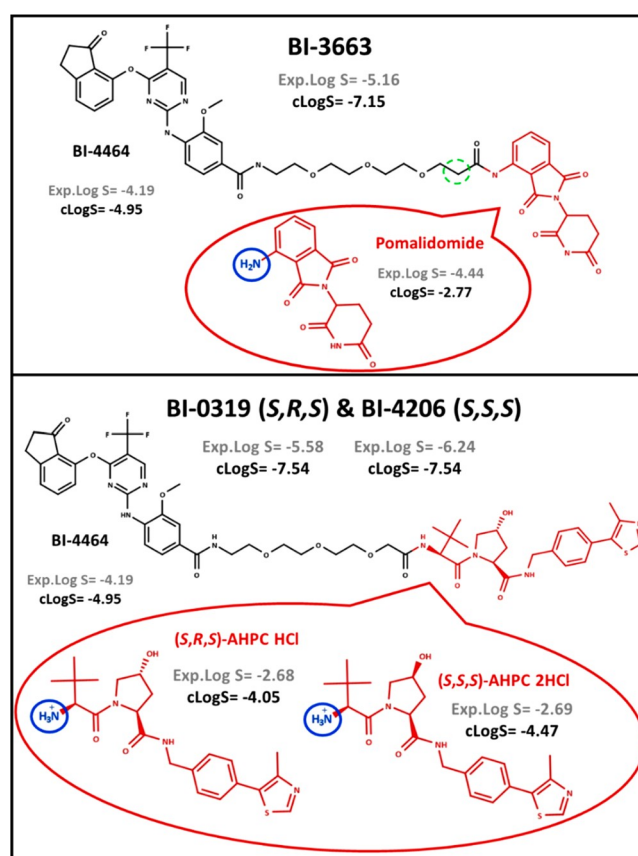 BI-3663
Exp.Log S= -5.16
cLogS= -7.15
BI-4464
Exp.Log S= -4.19
cLogS= -4.95
Pomalidomide
Exp.Log S= -4.44
cLogS= -2.77
BI-0319 (S,R,S) & BI-4206 (S,S,S)
Exp.Log S= -5.58 Exp.Log S= -6.24
cLogS= -7.54 cLogS= -7.54
BI-4464
Exp.Log S= -4.19
cLogS= -4.95
(S,R,S)-AHPC HCl
Exp.Log S= -2.68
cLogS= -4.05
(S,S,S)-AHPC 2HCl
Exp.Log S= -2.69
cLogS= -4.47